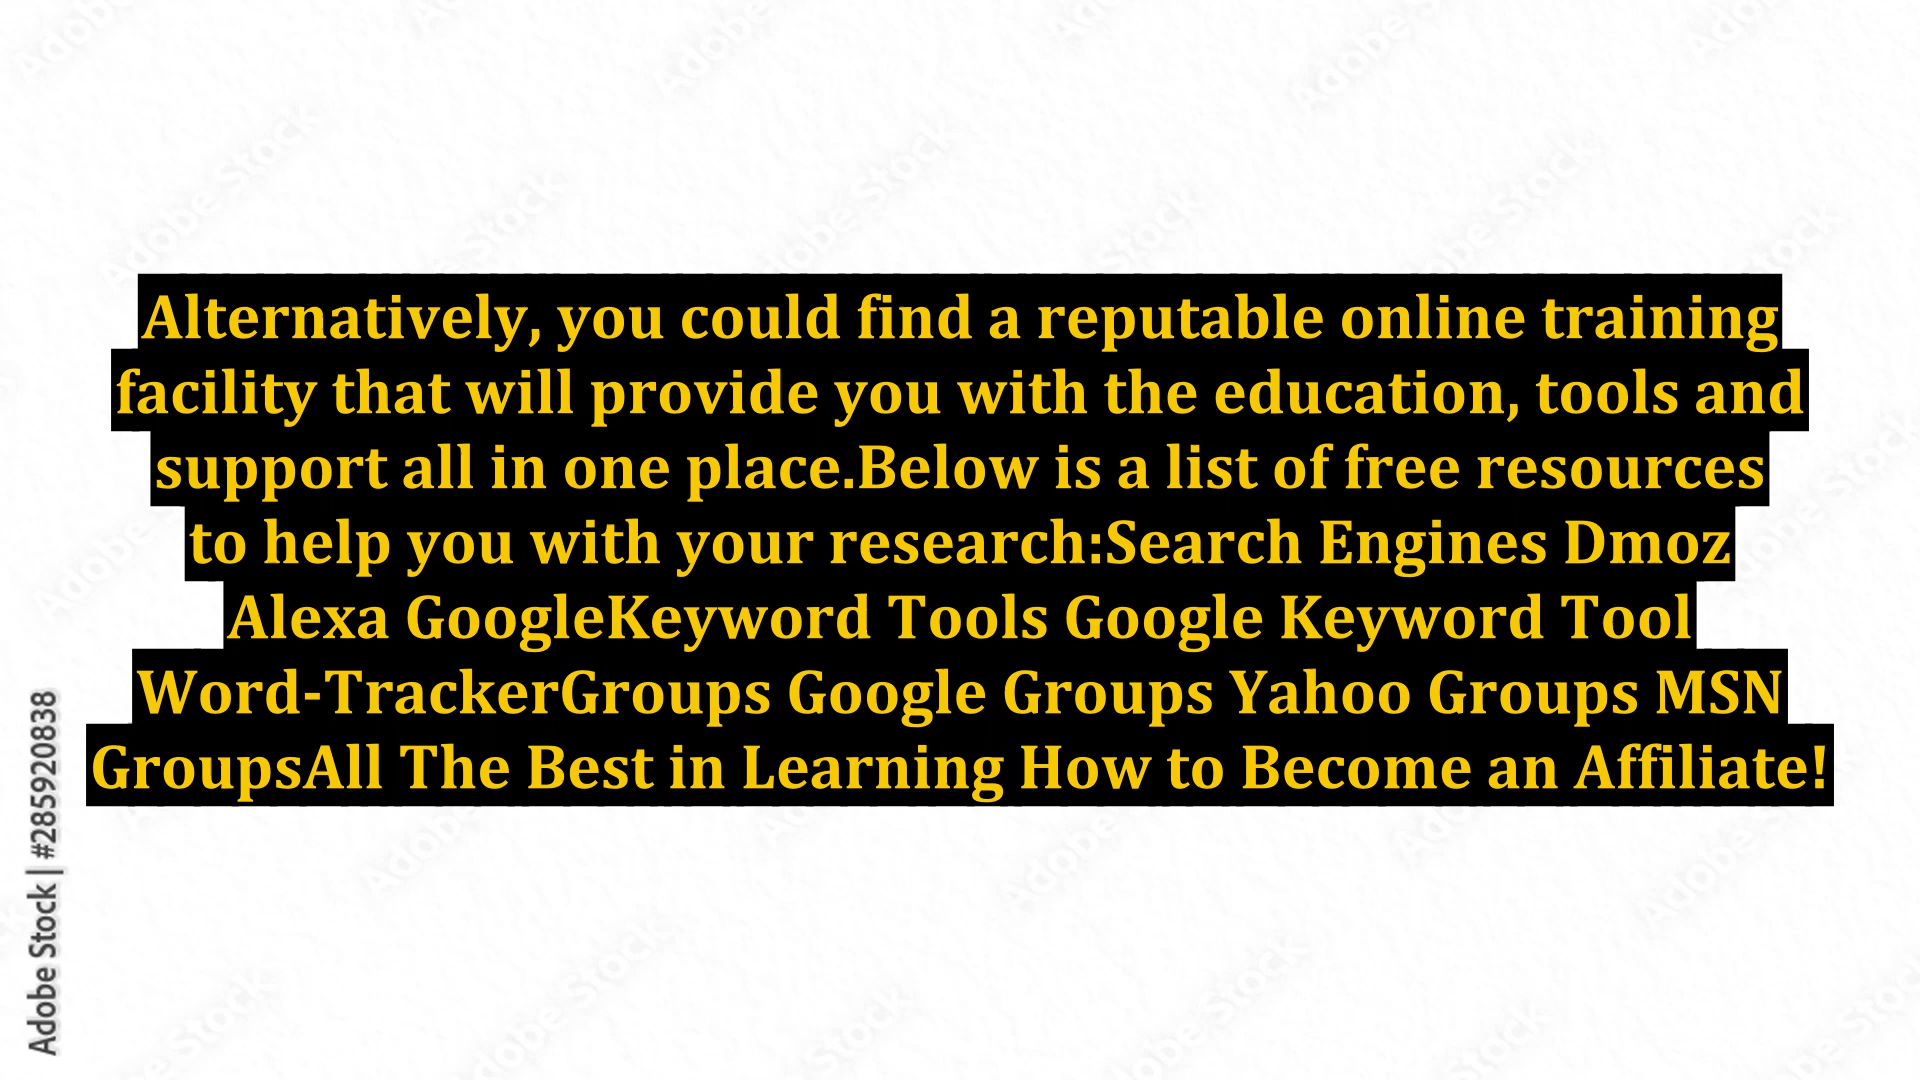 Alternatively, you could find a reputable online training
facility that will provide you with the education, tools and
support all in one place.Below is a list of free resources
to help you with your research:Search Engines Dmoz
Alexa GoogleKeyword Tools Google Keyword Tool
Word-TrackerGroups Google Groups Yahoo Groups MSN
GroupsAll The Best in Learning How to Become an Affiliate!
Adobe Stock | #285920838